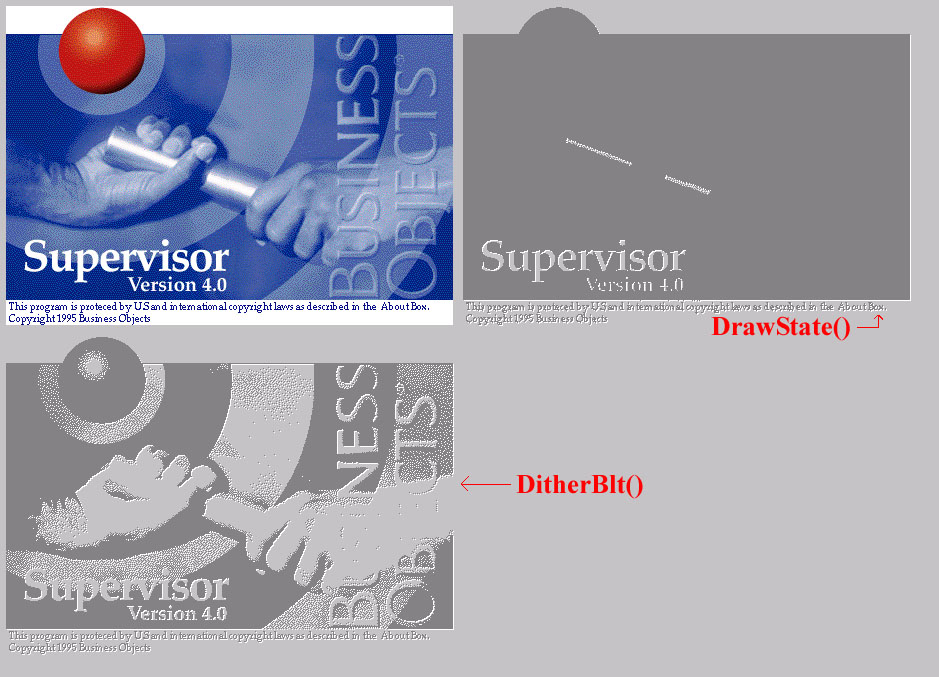 BUSINESS
OBJECTS
Supervisor
Version 4.0
This program is proteced by US and international copyright laws as described in the About Box.
Copyright 1995 Business Objects
Supervisor
Version 4.0
This program is proteced by US and international copyright laws as described in the About Box.
Copyright 1995 Business Objects
DrawState()
BUSINESS
OBJECTS
DitherBlt()
Supervisor
Version 4.0
This program is proteced by US and international copyright laws as described in the About Box.
Copyright 1995 Business Objects